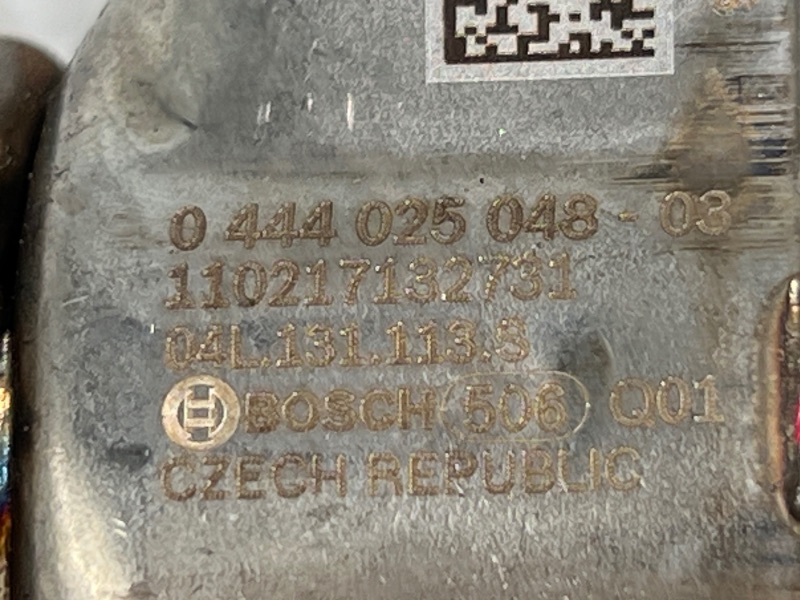 0 444 025 048 - 03
110217132731
04L.131.113.S
BOSCH 506 Q01
CZECH REPUBLIC